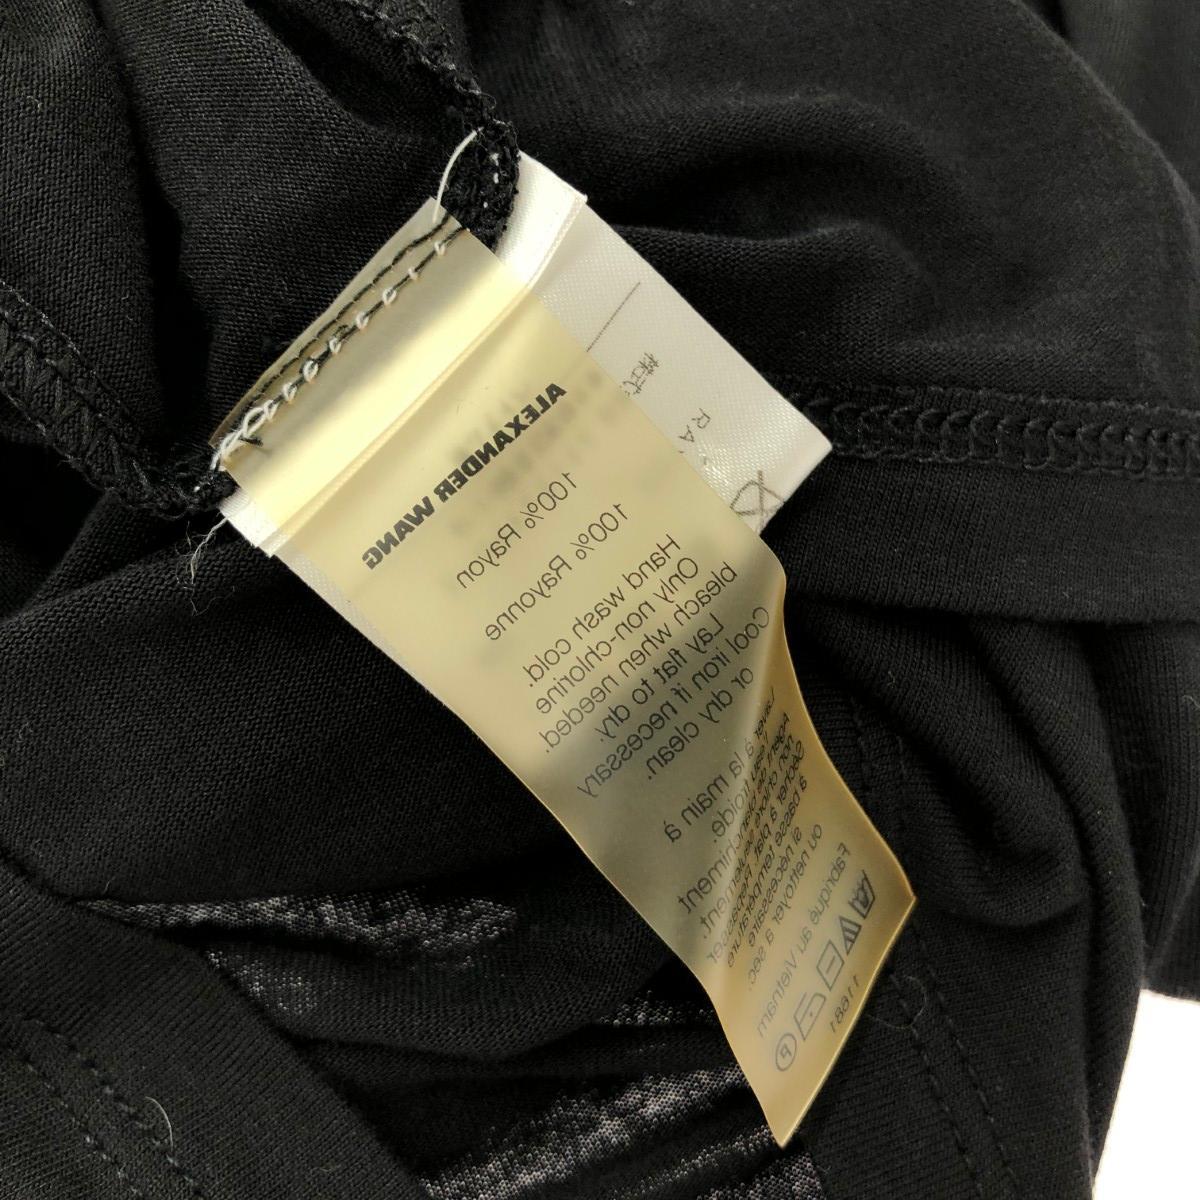 ALEXANDER WANG
100% Rayon
100% Rayonne
Hand wash cold.
Only non-chlorine
bleach when needed.
Lay flat to dry
Cool iron if necessary
or dry clean.
Laver à la main à
l'eau froide.
Agent de blanchiment
non chloré seulement.
Sécher à plat. Repasser
à basse température
si nécessaire
ou nettoyer à sec.
Fabriqué au Vietnam
P
11681
RA